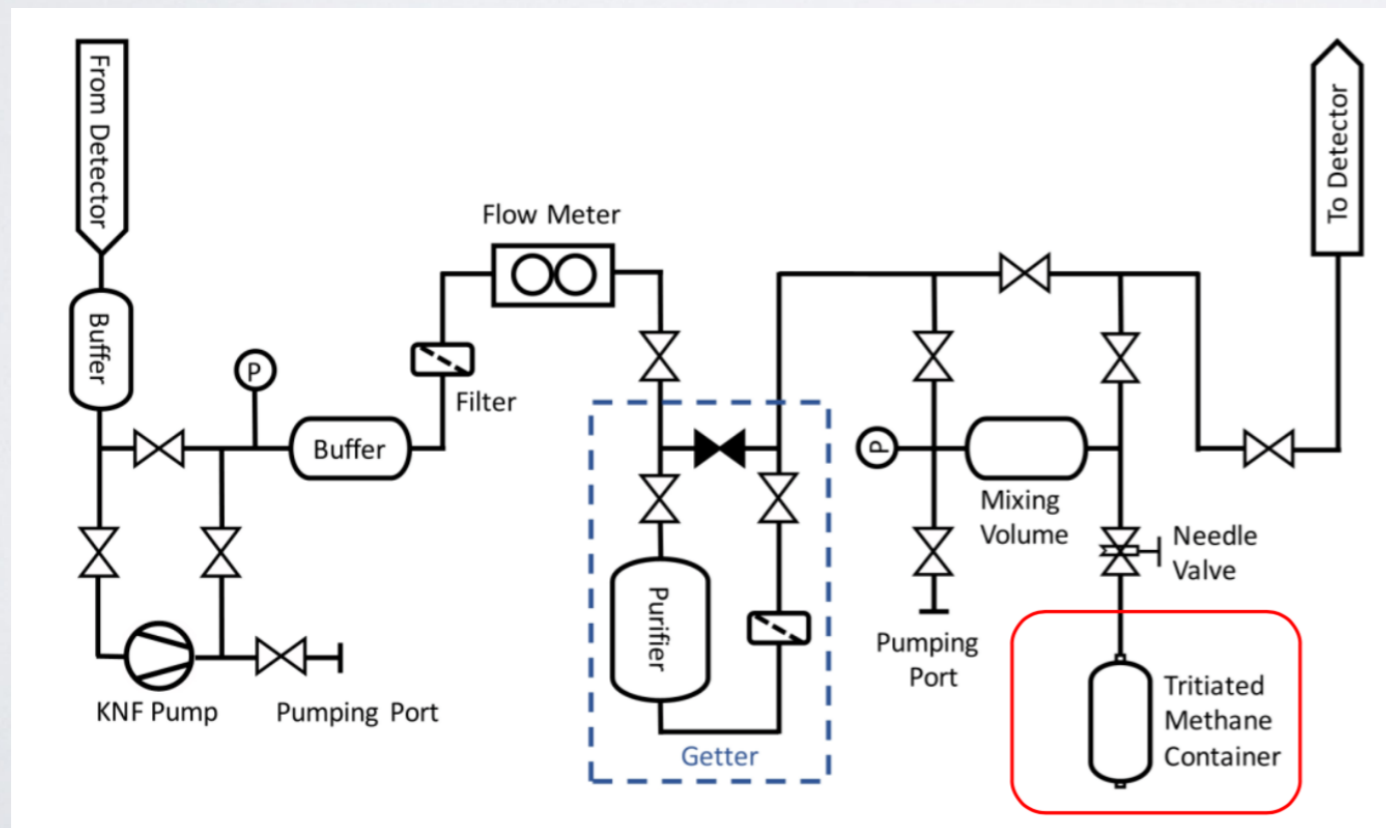 From Detector
To Detector
Flow Meter
Buffer
P
Filter
Buffer
P
Mixing
Volume
Needle
Valve
Purifier
Pumping
Port
Tritiated
Methane
Container
KNF Pump
Pumping Port
Getter